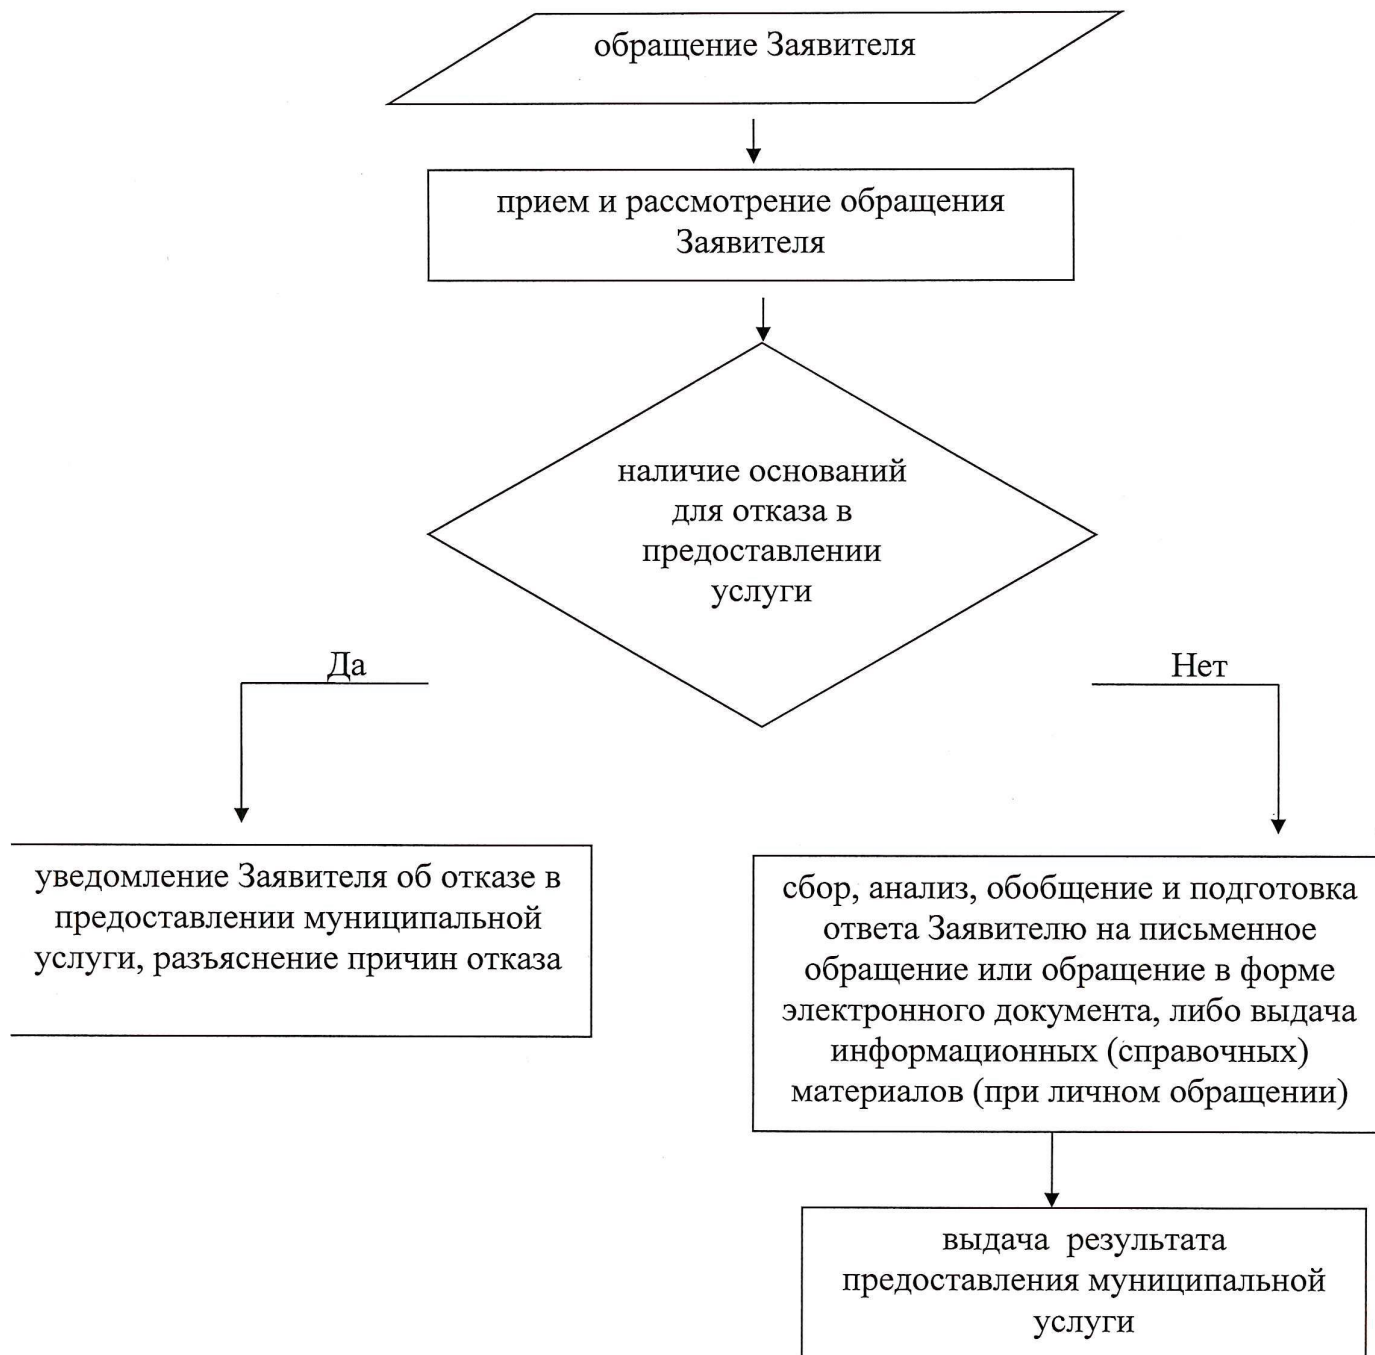 обращение Заявителя
прием и рассмотрение обращения
Заявителя
наличие оснований
для отказа в
предоставлении
услуги
Да
Нет
уведомление Заявителя об отказе в
предоставлении муниципальной
услуги, разъяснение причин отказа
сбор, анализ, обобщение и подготовка
ответа Заявителю на письменное
обращение или обращение в форме
электронного документа, либо выдача
информационных (справочных)
материалов (при личном обращении)
выдача результата
предоставления муниципальной
услуги